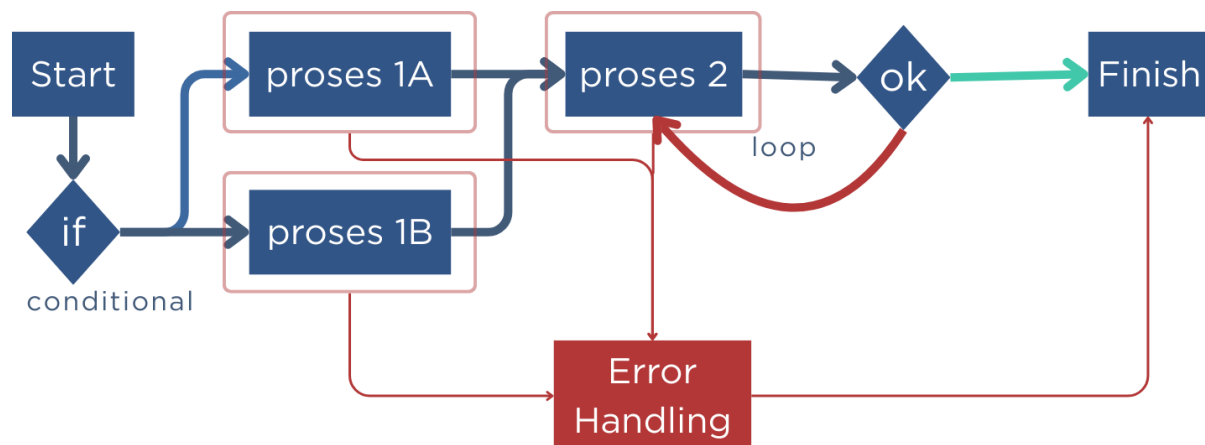 Start
proses 1A
proses 2
ok
Finish
loop
if
proses 1B
conditional
Error
Handling